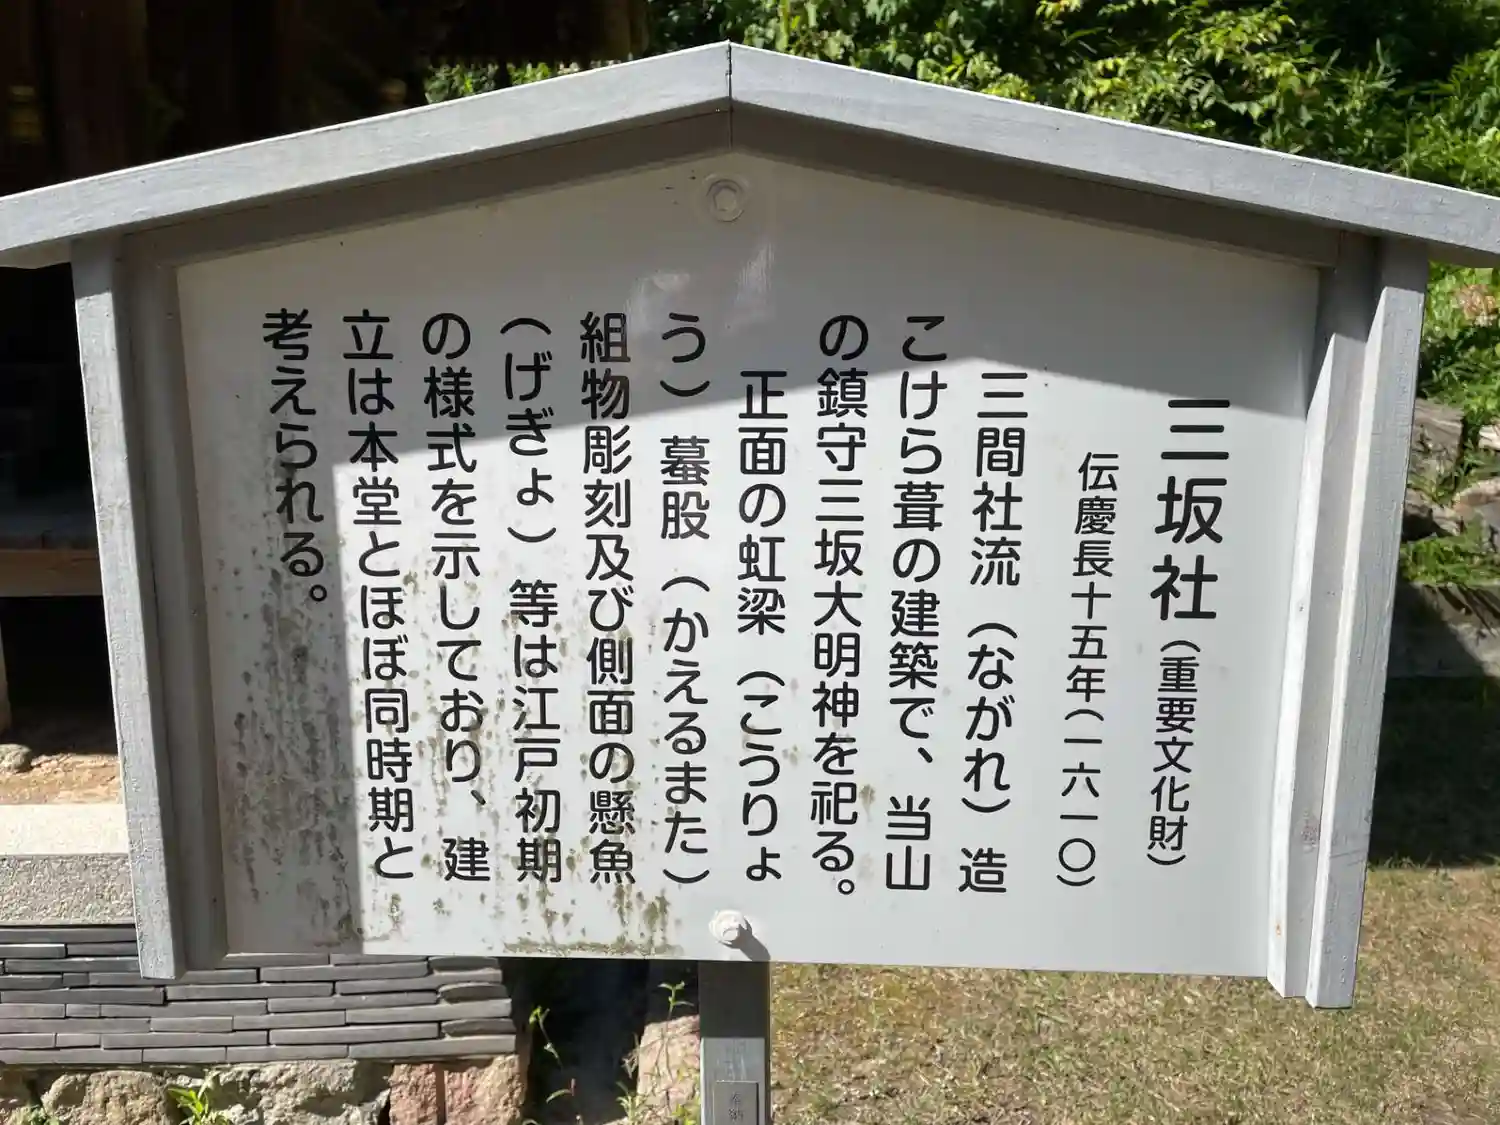 三坂社（重要文化財）
伝慶長十五年（一六一〇）
三間社流（ながれ）造
こけら葺の建築で、当山
の鎮守三坂大明神を祀る。
正面の虹梁（こうりょ
う）蟇股（かえるまた）
組物彫刻及び側面の懸魚
（げぎょ）等は江戸初期
の様式を示しており、建
立は本堂とほぼ同時期と
考えられる。